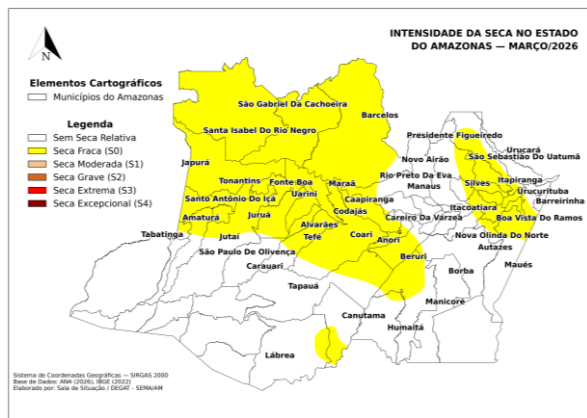 INTENSIDADE DA SECA NO ESTADO
DO AMAZONAS — MARÇO/2026
N
Elementos Cartográficos
Municípios do Amazonas
Legenda
Sem Seca Relativa
Seca Fraca (S0)
Seca Moderada (S1)
Seca Grave (S2)
Seca Extrema (S3)
Seca Excepcional (S4)
São Gabriel Da Cachoeira
Barcelos
Santa Isabel Do Rio Negro
Presidente Figueiredo
Urucará
São Sebastião Do Uatumã
Novo Airão
Japurá
Rio Preto Da Eva
Manaus
Silves
Itapiranga
Urucurituba
Barreirinha
Tonantins
Fonte Boa
Maraã
Uarini
Santo Antônio Do Içá
Caapiranga
Codajás
Itacoatiara
Boa Vista Do Ramos
Amaturá
Juruá
Careiro Da Várzea
Alvarães
Tabatinga
Jutaí
Tefé
Coari
Anori
Nova Olinda Do Norte
Autazes
São Paulo De Olivença
Beruri
Maués
Carauari
Borba
Tapauá
Manicoré
Canutama
Humaitá
Lábrea
Sistema de Coordenadas Geográficas — SIRGAS 2000
Base de Dados: ANA (2026), IBGE (2022)
Elaborado por: Sala de Situação / DEGAT - SEMA/AM